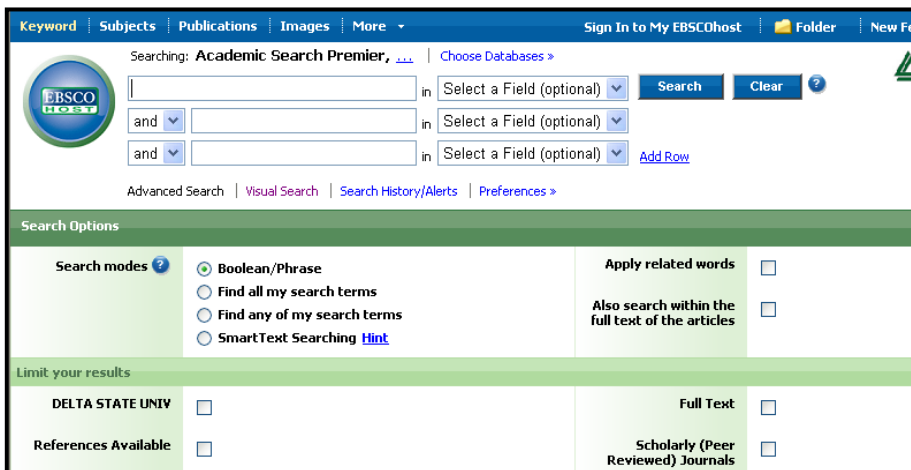 Keyword Subjects Publications Images More Sign In to My EBSCOhost Folder New Fe
Searching: Academic Search Premier, ... Choose Databases »
EBSCO
HOST
in Select a Field (optional) Search Clear ?
and in Select a Field (optional)
and in Select a Field (optional) Add Row
Advanced Search Visual Search Search History/Alerts Preferences »
Search Options
Search modes ? Boolean/Phrase Apply related words
Find all my search terms
Find any of my search terms Also search within the
full text of the articles
SmartText Searching Hint
Limit your results
DELTA STATE UNIV Full Text
References Available Scholarly (Peer
Reviewed) Journals